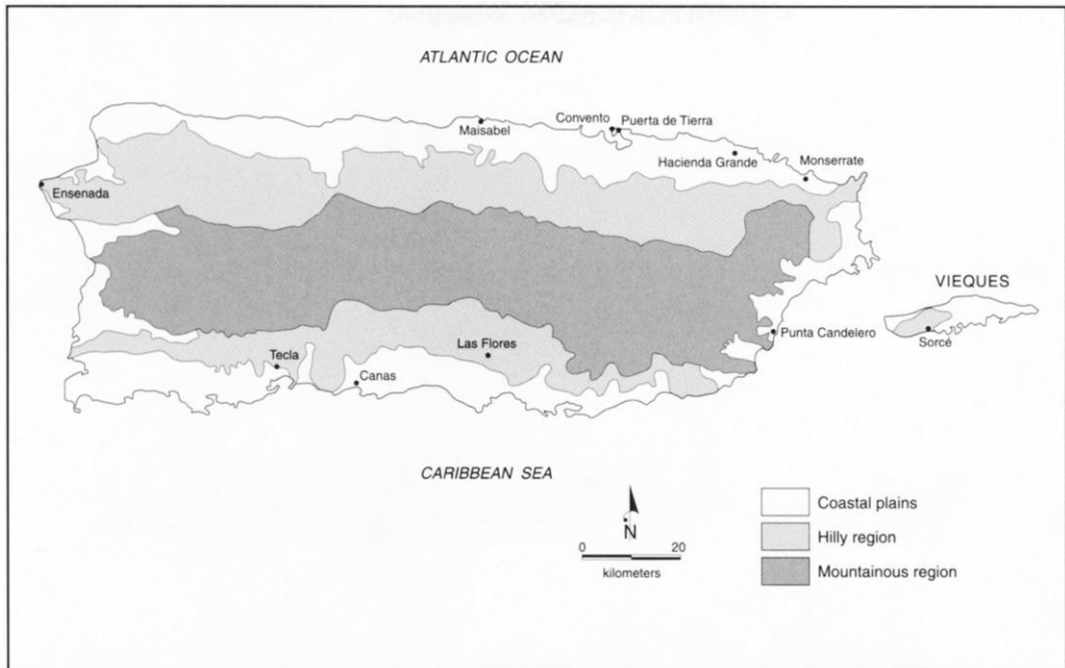 ATLANTIC OCEAN
Convento
Puerta de Tierra
Maisabel
Hacienda Grande
Monserrate
Ensenada
VIEQUES
Punta Candelero
Sorcé
Las Flores
Tecla
Canas
CARIBBEAN SEA
N
0 20
kilometers
Coastal plains
Hilly region
Mountainous region